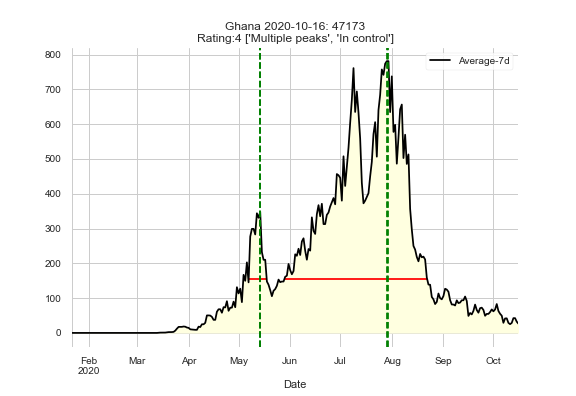 Ghana 2020-10-16: 47173
Rating:4 ['Multiple peaks', 'In control']
Average-7d
800
700
600
500
400
300
200
100
0
Feb
2020
Mar
Apr
May
Jun
Jul
Aug
Sep
Oct
Date